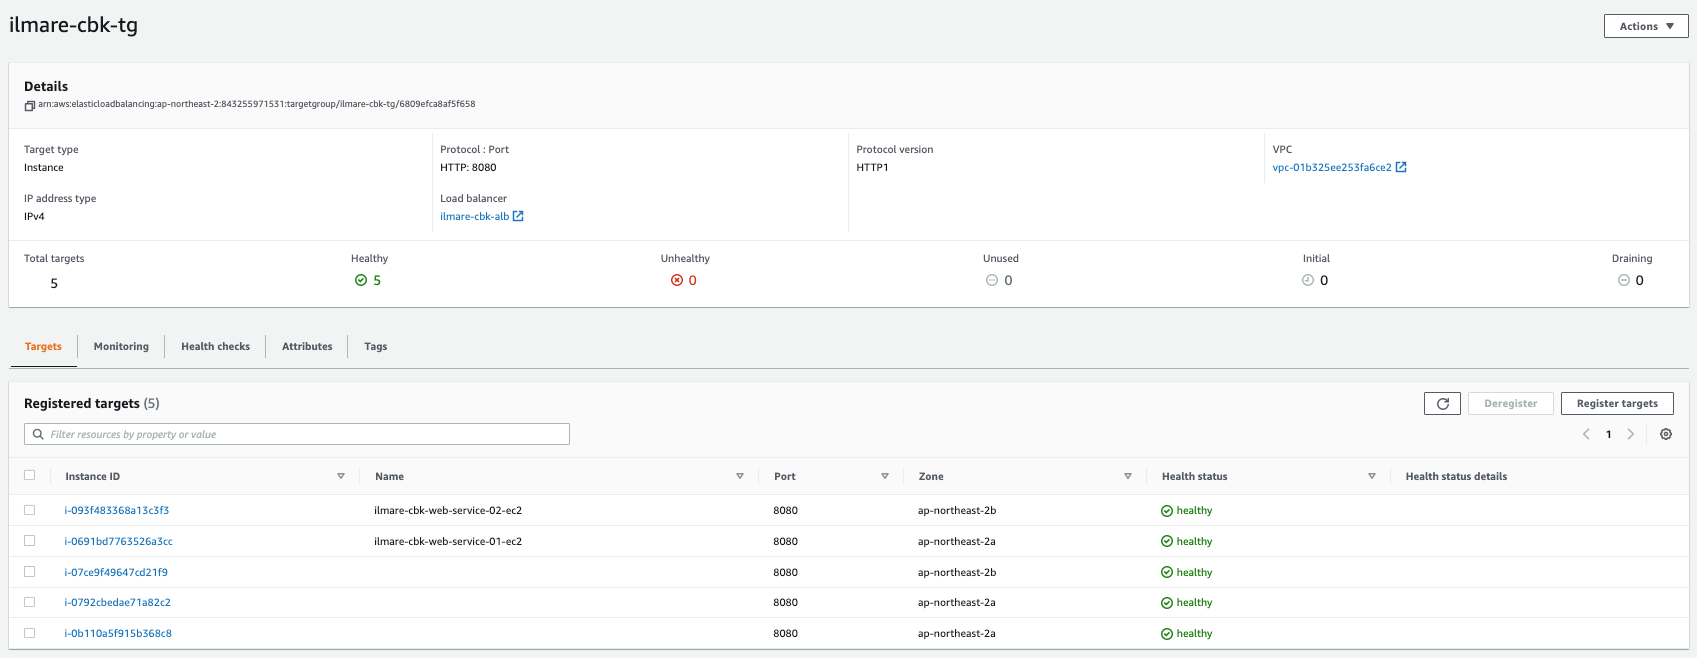 ilmare-cbk-tg
Actions
Details
arn:aws:elasticloadbalancing:ap-northeast-2:843255971531:targetgroup/ilmare-cbk-tg/6809efca8af5f658
Target type
Instance
Protocol : Port
HTTP: 8080
Protocol version
HTTP1
VPC
vpc-01b325ee253fa6ce2
IP address type
IPv4
Load balancer
ilmare-cbk-alb
Total targets
5
Healthy
5
Unhealthy
0
Unused
0
Initial
0
Draining
0
Targets Monitoring Health checks Attributes Tags
Registered targets (5)
Deregister Register targets
Filter resources by property or value
1
Instance ID Name Port Zone Health status Health status details
i-093f483368a13c3f3 ilmare-cbk-web-service-02-ec2 8080 ap-northeast-2b healthy
i-0691bd7763526a3cc ilmare-cbk-web-service-01-ec2 8080 ap-northeast-2a healthy
i-07ce9f49647cd21f9 8080 ap-northeast-2b healthy
i-0792cbedae71a82c2 8080 ap-northeast-2a healthy
i-0b110a5f915b368c8 8080 ap-northeast-2a healthy